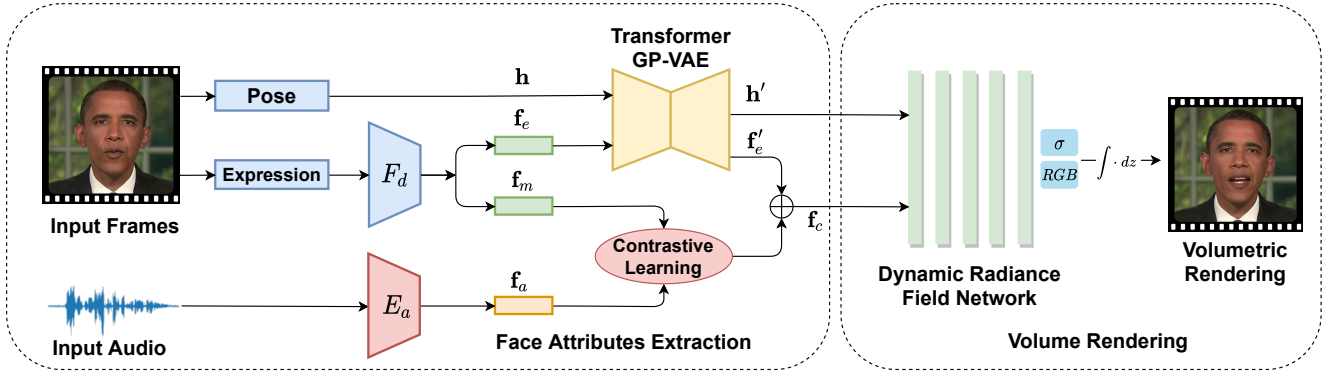 Transformer
GP-VAE
Pose
h
h′
f_e
f′_e
Expression
F_d
f_m
Input Frames
Contrastive
Learning
f_c
σ
RGB
∫ · dz
Volumetric
Rendering
Dynamic Radiance
Field Network
E_a
f_a
Input Audio
Face Attributes Extraction
Volume Rendering